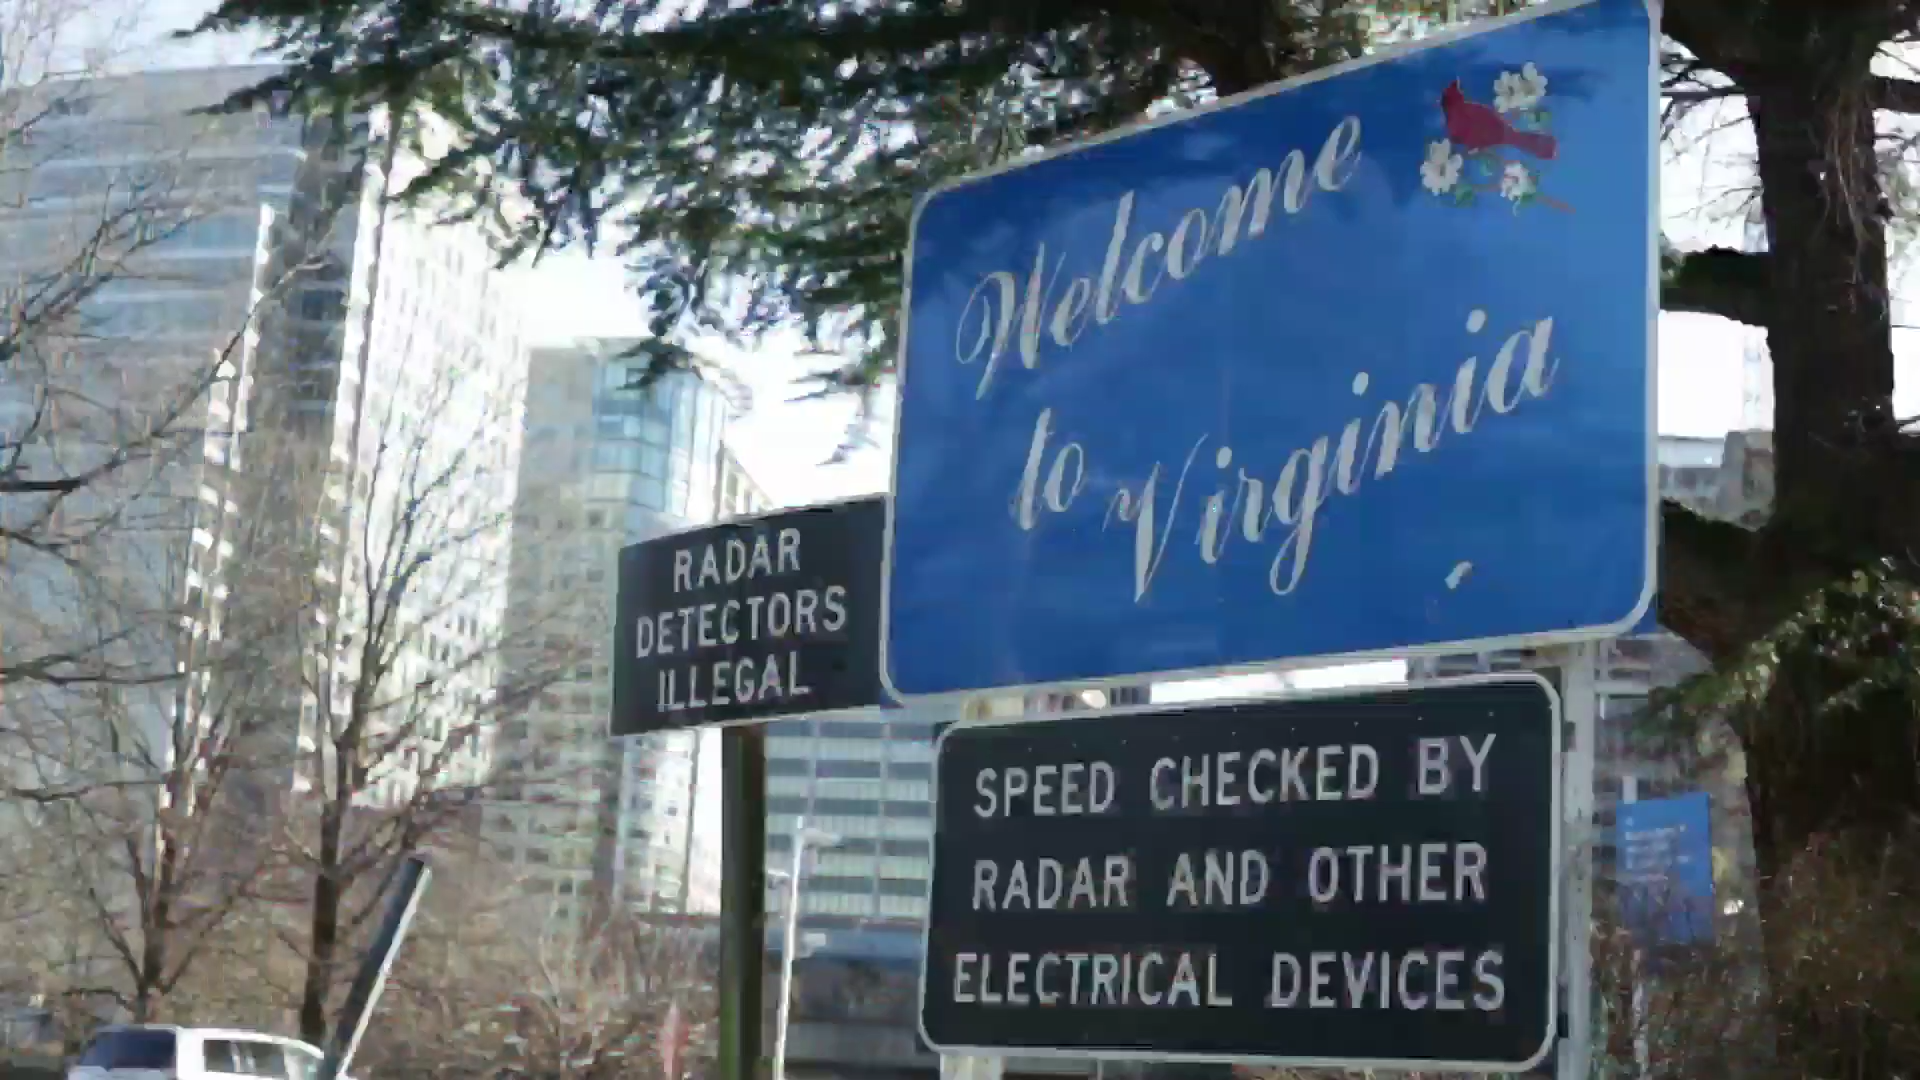 Welcome
to Virginia
RADAR
DETECTORS
ILLEGAL
SPEED CHECKED BY
RADAR AND OTHER
ELECTRICAL DEVICES